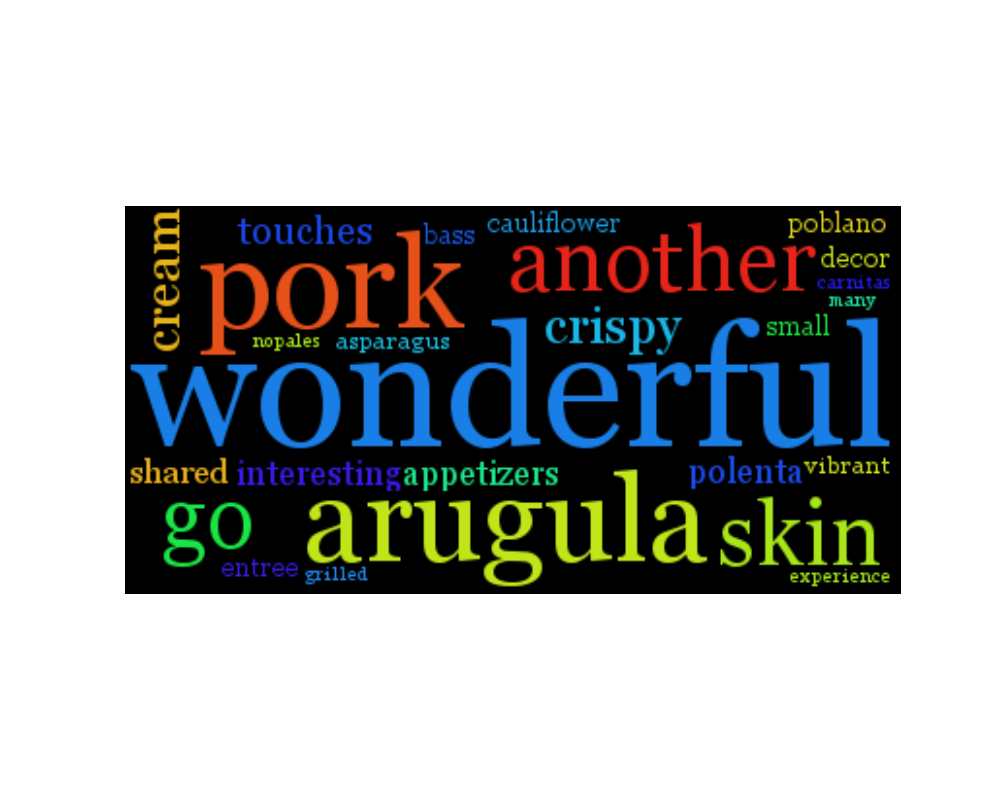 cream
touches
bass
cauliflower
poblano
pork
another
decor
carnitas
many
nopales
asparagus
crispy
small
wonderful
shared
interesting
appetizers
polenta
vibrant
go
arugula
skin
entree
grilled
experience